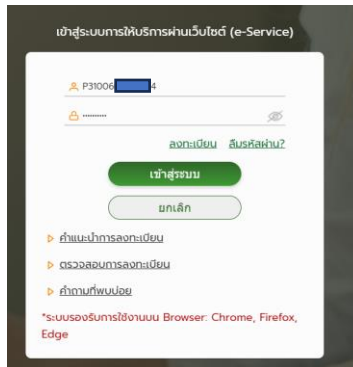 เข้าสู่ระบบการให้บริการผ่านเว็บไซต์ (e-Service)
P31006 4
ลงทะเบียน ลืมรหัสผ่าน?
เข้าสู่ระบบ
ยกเลิก
คำแนะนำการลงทะเบียน
ตรวจสอบการลงทะเบียน
คำถามที่พบบ่อย
*ระบบรองรับการใช้งานบน Browser: Chrome, Firefox,
Edge